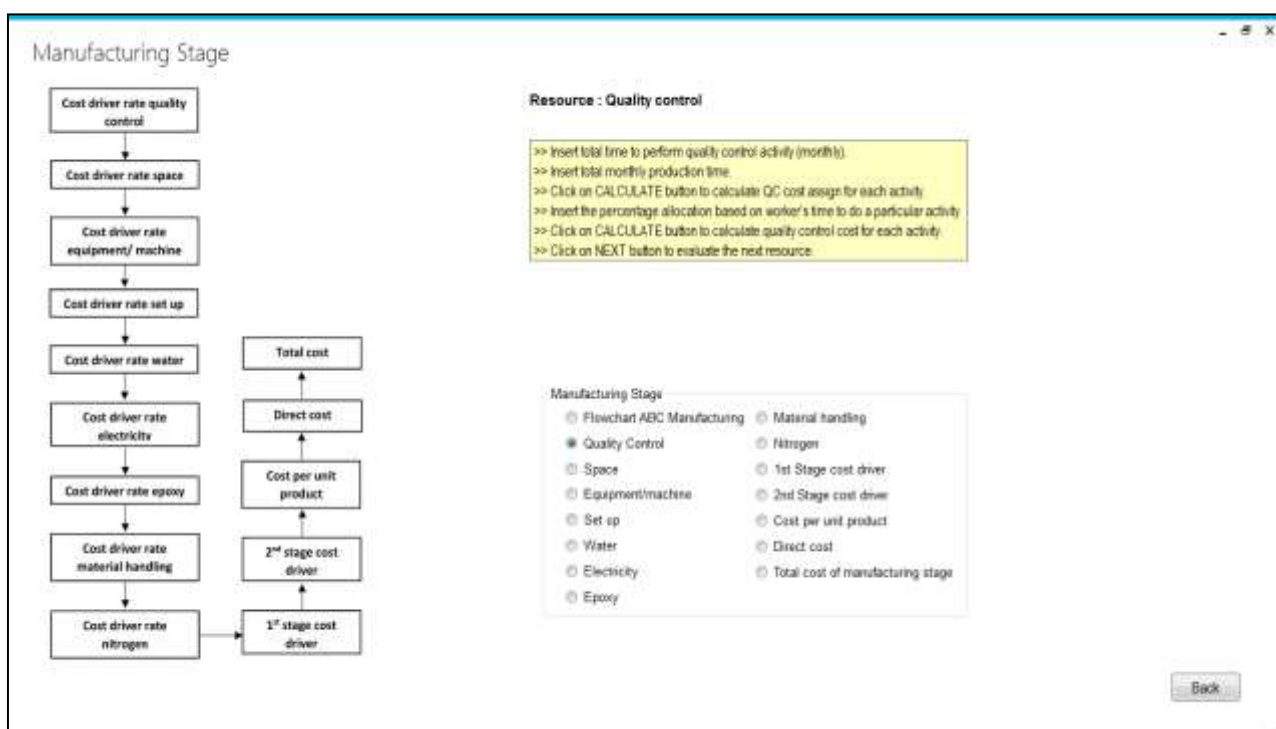 Manufacturing Stage
Cost driver rate quality
control
Cost driver rate space
Cost driver rate
equipment/ machine
Cost driver rate set up
Cost driver rate water
Cost driver rate
electricity
Cost driver rate epoxy
Cost driver rate
material handling
Cost driver rate
nitrogen
1st stage cost
driver
2nd stage cost
driver
Cost per unit
product
Direct cost
Total cost
Resource : Quality control
>> Insert total time to perform quality control activity (monthly).
>> Insert total monthly production time.
>> Click on CALCULATE button to calculate QC cost assign for each activity.
>> Insert the percentage allocation based on worker's time to do a particular activity
>> Click on CALCULATE button to calculate quality control cost for each activity.
>> Click on NEXT button to evaluate the next resource.
Manufacturing Stage
Flowchart ABC Manufacturing
Quality Control
Space
Equipment/machine
Set up
Water
Electricity
Epoxy
Material handling
Nitrogen
1st Stage cost driver
2nd Stage cost driver
Cost per unit product
Direct cost
Total cost of manufacturing stage
Back